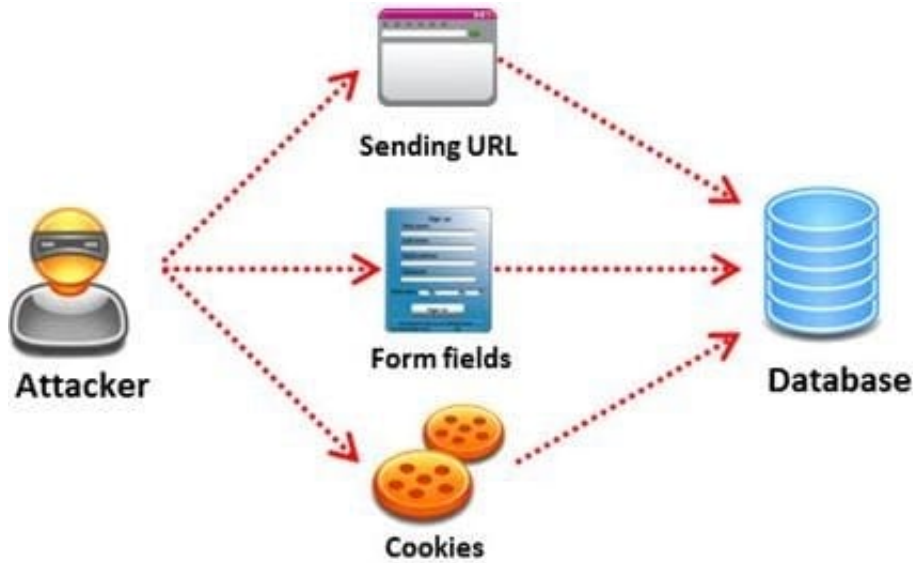 Sending URL
Attacker
Form fields
Database
Cookies